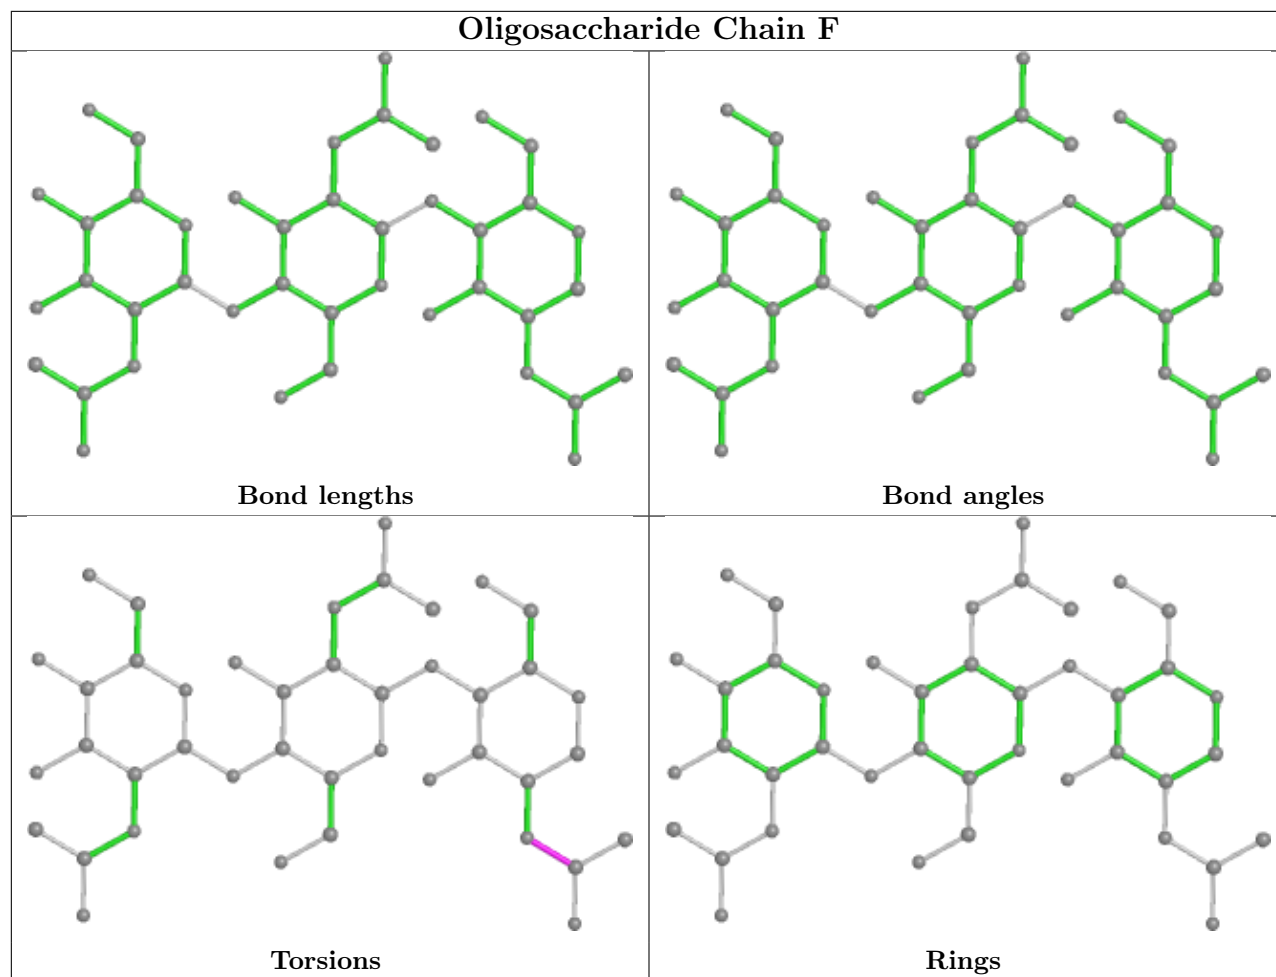 Oligosaccharide Chain F
Bond lengths
Bond angles
Torsions
Rings